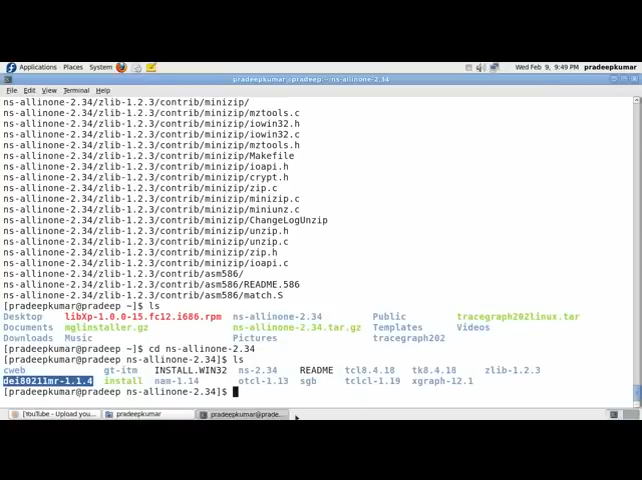 Applications Places System Wed Feb 9, 9:49 PM pradeepkumar
pradeepkumar@pradeep:~/ns-allinone-2.34
File Edit View Terminal Help
ns-allinone-2.34/zlib-1.2.3/contrib/minizip/
ns-allinone-2.34/zlib-1.2.3/contrib/minizip/mztools.c
ns-allinone-2.34/zlib-1.2.3/contrib/minizip/iowin32.h
ns-allinone-2.34/zlib-1.2.3/contrib/minizip/iowin32.c
ns-allinone-2.34/zlib-1.2.3/contrib/minizip/mztools.h
ns-allinone-2.34/zlib-1.2.3/contrib/minizip/Makefile
ns-allinone-2.34/zlib-1.2.3/contrib/minizip/ioapi.h
ns-allinone-2.34/zlib-1.2.3/contrib/minizip/crypt.h
ns-allinone-2.34/zlib-1.2.3/contrib/minizip/zip.c
ns-allinone-2.34/zlib-1.2.3/contrib/minizip/minizip.c
ns-allinone-2.34/zlib-1.2.3/contrib/minizip/miniunz.c
ns-allinone-2.34/zlib-1.2.3/contrib/minizip/ChangeLogUnzip
ns-allinone-2.34/zlib-1.2.3/contrib/minizip/unzip.h
ns-allinone-2.34/zlib-1.2.3/contrib/minizip/unzip.c
ns-allinone-2.34/zlib-1.2.3/contrib/minizip/zip.h
ns-allinone-2.34/zlib-1.2.3/contrib/minizip/ioapi.c
ns-allinone-2.34/zlib-1.2.3/contrib/asm586/
ns-allinone-2.34/zlib-1.2.3/contrib/asm586/README.586
ns-allinone-2.34/zlib-1.2.3/contrib/asm586/match.S
[pradeepkumar@pradeep ~]$ ls
Desktop libXp-1.0.0-15.fc12.i686.rpm ns-allinone-2.34 Public tracegraph202linux.tar
Documents mglinstaller.gz ns-allinone-2.34.tar.gz Templates Videos
Downloads Music Pictures tracegraph202
[pradeepkumar@pradeep ~]$ cd ns-allinone-2.34
[pradeepkumar@pradeep ns-allinone-2.34]$ ls
cweb gt-itm INSTALL.WIN32 ns-2.34 README tcl8.4.18 tk8.4.18 zlib-1.2.3
dei80211mr-1.1.4 install nam-1.14 otcl-1.13 sgb tclcl-1.19 xgraph-12.1
[pradeepkumar@pradeep ns-allinone-2.34]$
[YouTube - Upload you... pradeepkumar pradeepkumar@prade...